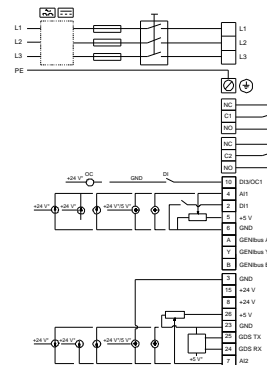 L1 L1
L2 L2
L3 L3
PE
NC
C1
NO
NC
C2
NO
+24 V* OC GND DI 10 DI3/OC1
4 AI1
2 DI1
+24 V* +24 V* +24 V*/5 V* 5 +5 V
6 GND
A GENIbus A
Y GENIbus
B GENIbus
3 GND
15 +24 V
8 +24 V
26 +5 V
23 GND
+24 V* +24 V* +24 V*/5 V* 25 GDS TX
24 GDS RX
+5 V* 7 AI2